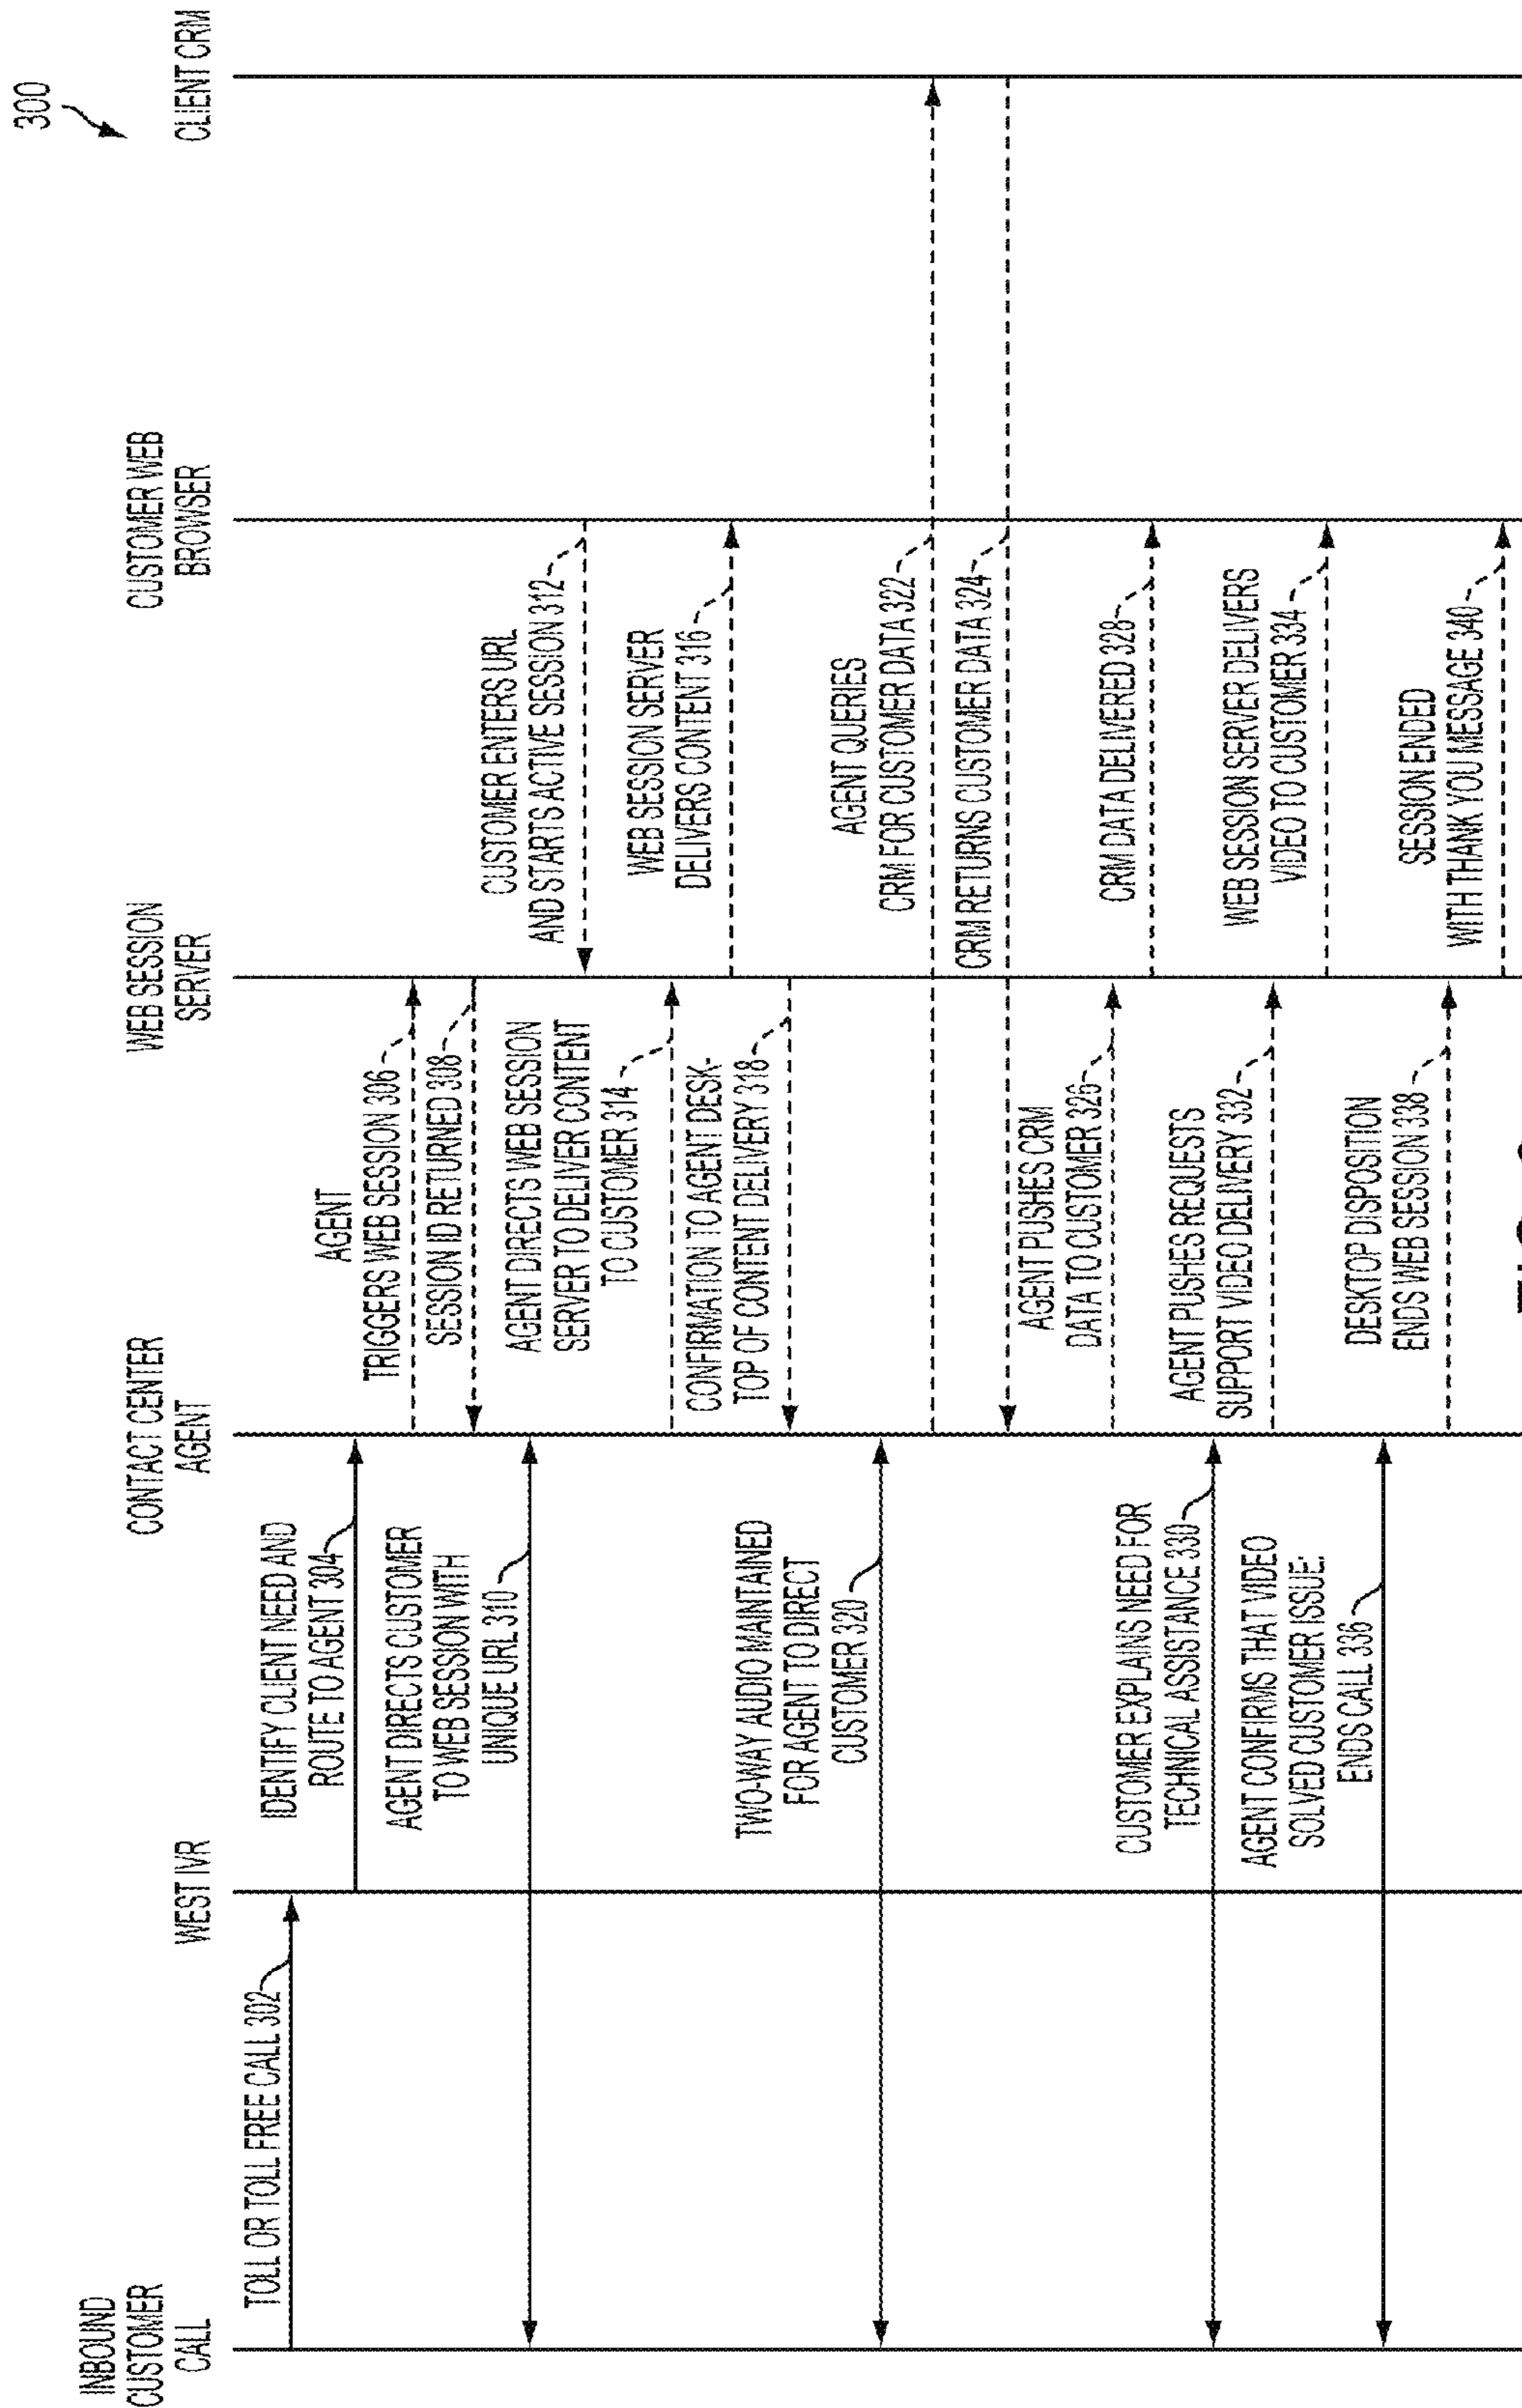 300
INBOUND
CUSTOMER
CALL
WEST IVR
CONTACT CENTER
AGENT
WEB SESSION
SERVER
CUSTOMER WEB
BROWSER
CLIENT CRM
TOLL OR TOLL FREE CALL 302
IDENTIFY CLIENT NEED AND
ROUTE TO AGENT 304
AGENT
TRIGGERS WEB SESSION 306
SESSION ID RETURNED 308
AGENT DIRECTS CUSTOMER
TO WEB SESSION WITH
UNIQUE URL 310
CUSTOMER ENTERS URL
AND STARTS ACTIVE SESSION 312
AGENT DIRECTS WEB SESSION
SERVER TO DELIVER CONTENT
TO CUSTOMER 314
WEB SESSION SERVER
DELIVERS CONTENT 316
CONFIRMATION TO AGENT DESK-
TOP OF CONTENT DELIVERY 318
TWO-WAY AUDIO MAINTAINED
FOR AGENT TO DIRECT
CUSTOMER 320
AGENT QUERIES
CRM FOR CUSTOMER DATA 322
CRM RETURNS CUSTOMER DATA 324
AGENT PUSHES CRM
DATA TO CUSTOMER 326
CRM DATA DELIVERED 328
CUSTOMER EXPLAINS NEED FOR
TECHNICAL ASSISTANCE 330
AGENT PUSHES REQUESTS
SUPPORT VIDEO DELIVERY 332
WEB SESSION SERVER DELIVERS
VIDEO TO CUSTOMER 334
AGENT CONFIRMS THAT VIDEO
SOLVED CUSTOMER ISSUE.
ENDS CALL 336
DESKTOP DISPOSITION
ENDS WEB SESSION 338
SESSION ENDED
WITH THANK YOU MESSAGE 340